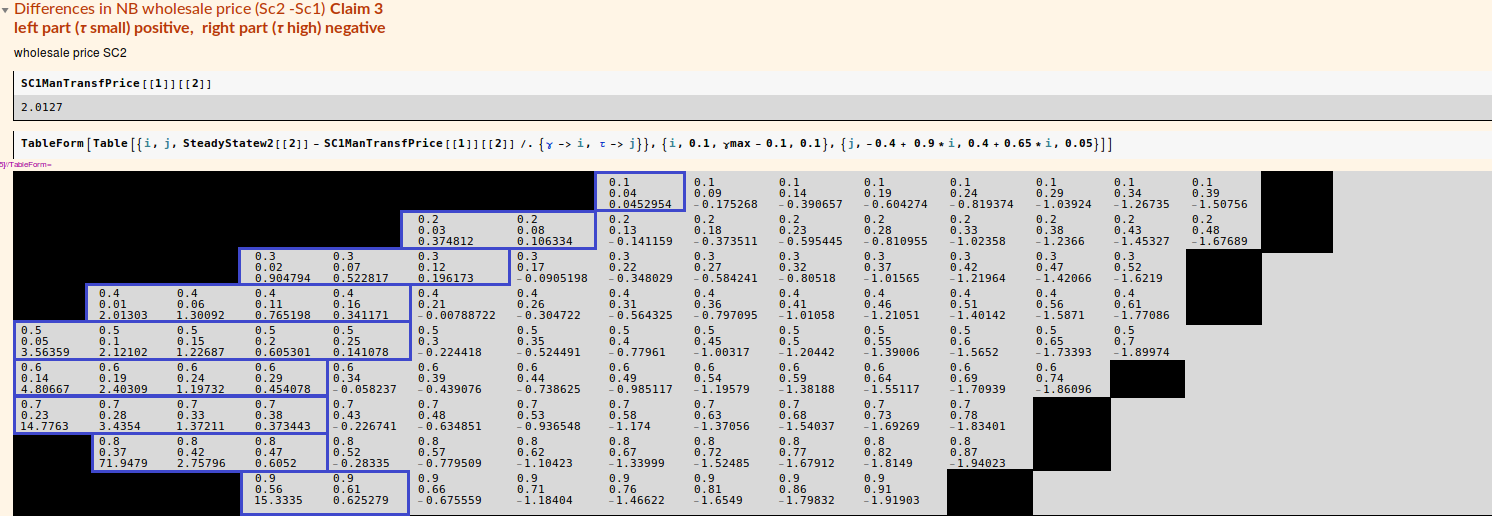 Differences in NB wholesale price (Sc2 -Sc1) Claim 3
left part (τ small) positive, right part (τ high) negative
wholesale price SC2
SC1ManTransfPrice[[1]][[2]]
2.0127
TableForm[Table[{i, j, SteadyStatew2[[2]] - SC1ManTransfPrice[[1]][[2]] /. {γ -> i, τ -> j}}, {i, 0.1, γmax - 0.1, 0.1}, {j, -0.4 + 0.9 * i, 0.4 + 0.65 * i, 0.05}]]
//TableForm=
0.1 0.1 0.1 0.1 0.1 0.1 0.1 0.1
0.04 0.09 0.14 0.19 0.24 0.29 0.34 0.39
0.0452954 -0.175268 -0.390657 -0.604274 -0.819374 -1.03924 -1.26735 -1.50756
0.2 0.2 0.2 0.2 0.2 0.2 0.2 0.2 0.2 0.2
0.03 0.08 0.13 0.18 0.23 0.28 0.33 0.38 0.43 0.48
0.374812 0.106334 -0.141159 -0.373511 -0.595445 -0.810955 -1.02358 -1.2366 -1.45327 -1.67689
0.3 0.3 0.3 0.3 0.3 0.3 0.3 0.3 0.3 0.3 0.3
0.02 0.07 0.12 0.17 0.22 0.27 0.32 0.37 0.42 0.47 0.52
0.904794 0.522817 0.196173 -0.0905198 -0.348029 -0.584241 -0.80518 -1.01565 -1.21964 -1.42066 -1.6219
0.4 0.4 0.4 0.4 0.4 0.4 0.4 0.4 0.4 0.4 0.4 0.4 0.4
0.01 0.06 0.11 0.16 0.21 0.26 0.31 0.36 0.41 0.46 0.51 0.56 0.61
2.01303 1.30092 0.765198 0.341171 -0.00788722 -0.304722 -0.564325 -0.797095 -1.01058 -1.21051 -1.40142 -1.5871 -1.77086
0.5 0.5 0.5 0.5 0.5 0.5 0.5 0.5 0.5 0.5 0.5 0.5 0.5 0.5
0.05 0.1 0.15 0.2 0.25 0.3 0.35 0.4 0.45 0.5 0.55 0.6 0.65 0.7
3.56359 2.12102 1.22687 0.605301 0.141078 -0.224418 -0.524491 -0.77961 -1.00317 -1.20442 -1.39006 -1.5652 -1.73393 -1.89974
0.6 0.6 0.6 0.6 0.6 0.6 0.6 0.6 0.6 0.6 0.6 0.6 0.6
0.14 0.19 0.24 0.29 0.34 0.39 0.44 0.49 0.54 0.59 0.64 0.69 0.74
4.80667 2.40309 1.19732 0.454078 -0.058237 -0.439076 -0.738625 -0.985117 -1.19579 -1.38188 -1.55117 -1.70939 -1.86096
0.7 0.7 0.7 0.7 0.7 0.7 0.7 0.7 0.7 0.7 0.7 0.7
0.23 0.28 0.33 0.38 0.43 0.48 0.53 0.58 0.63 0.68 0.73 0.78
14.7763 3.4354 1.37211 0.373443 -0.226741 -0.634851 -0.936548 -1.174 -1.37056 -1.54037 -1.69269 -1.83401
0.8 0.8 0.8 0.8 0.8 0.8 0.8 0.8 0.8 0.8 0.8
0.37 0.42 0.47 0.52 0.57 0.62 0.67 0.72 0.77 0.82 0.87
71.9479 2.75796 0.6052 -0.28335 -0.779509 -1.10423 -1.33999 -1.52485 -1.67912 -1.8149 -1.94023
0.9 0.9 0.9 0.9 0.9 0.9 0.9 0.9
0.56 0.61 0.66 0.71 0.76 0.81 0.86 0.91
15.3335 0.625279 -0.675559 -1.18404 -1.46622 -1.6549 -1.79832 -1.91903